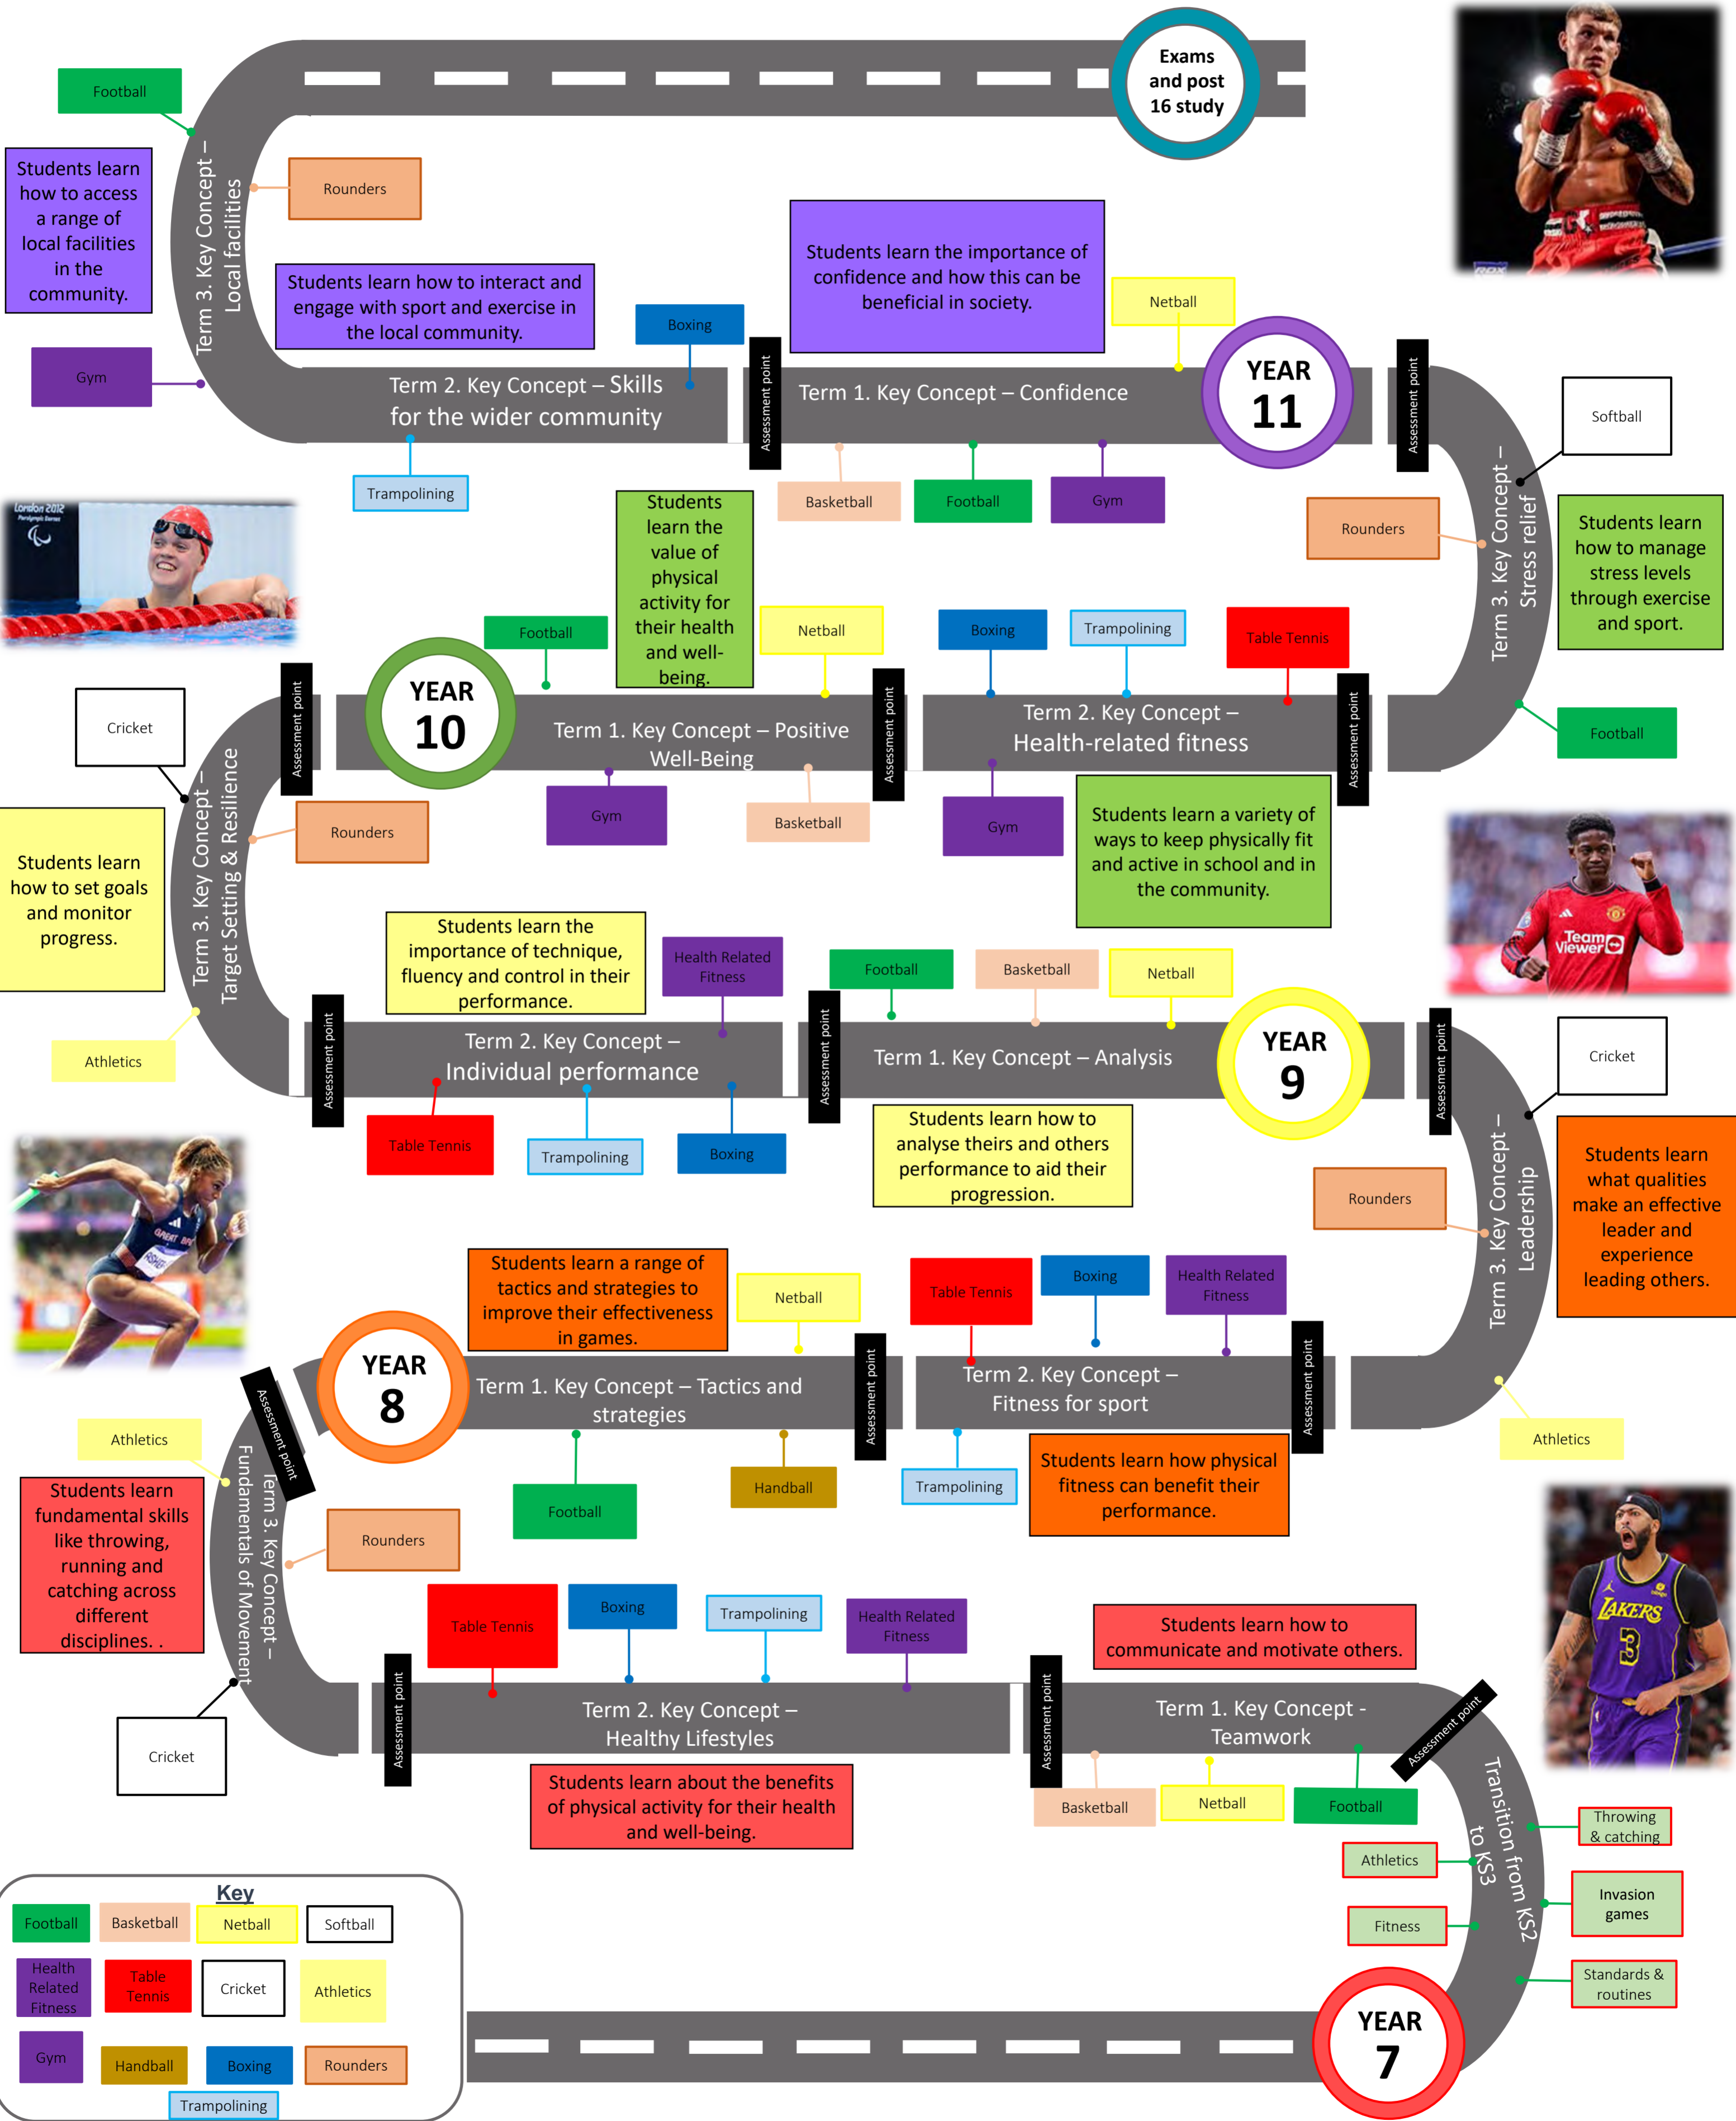 Exams
and post
16 study
Football
Term 3. Key Concept –
Local facilities
Students learn
how to access
a range of
local facilities
in the
community.
Rounders
Gym
Students learn how to interact and
engage with sport and exercise in
the local community.
Boxing
Term 2. Key Concept – Skills
for the wider community
Trampolining
Assessment point
Students learn the importance of
confidence and how this can be
beneficial in society.
Netball
Term 1. Key Concept – Confidence
YEAR
11
Basketball
Football
Gym
Assessment point
Softball
Term 3. Key Concept –
Stress relief
Rounders
Students learn
how to manage
stress levels
through exercise
and sport.
Football
London 2012
Paralympic Games
Football
Students
learn the
value of
physical
activity for
their health
and well-
being.
Netball
Boxing
Trampolining
Table Tennis
Assessment point
YEAR
10
Term 1. Key Concept – Positive
Well-Being
Assessment point
Term 2. Key Concept –
Health-related fitness
Assessment point
Gym
Basketball
Gym
Students learn a variety of
ways to keep physically fit
and active in school and in
the community.
Cricket
Term 3. Key Concept –
Target Setting & Resilience
Rounders
Students learn
how to set goals
and monitor
progress.
Athletics
Team
Viewer
Students learn the
importance of technique,
fluency and control in their
performance.
Health Related
Fitness
Football
Basketball
Netball
Assessment point
Term 2. Key Concept –
Individual performance
Assessment point
Term 1. Key Concept – Analysis
YEAR
9
Assessment point
Table Tennis
Trampolining
Boxing
Students learn how to
analyse theirs and others
performance to aid their
progression.
Cricket
Term 3. Key Concept –
Leadership
Rounders
Students learn
what qualities
make an effective
leader and
experience
leading others.
Athletics
GREAT BRI
Students learn a range of
tactics and strategies to
improve their effectiveness
in games.
Netball
Table Tennis
Boxing
Health Related
Fitness
Assessment point
YEAR
8
Term 1. Key Concept – Tactics and
strategies
Assessment point
Term 2. Key Concept –
Fitness for sport
Assessment point
Football
Handball
Trampolining
Students learn how physical
fitness can benefit their
performance.
Athletics
Term 3. Key Concept –
Fundamentals of Movement
Students learn
fundamental skills
like throwing,
running and
catching across
different
disciplines. .
Rounders
Cricket
Table Tennis
Boxing
Trampolining
Health Related
Fitness
Assessment point
Term 2. Key Concept –
Healthy Lifestyles
Students learn about the benefits
of physical activity for their health
and well-being.
Assessment point
Students learn how to
communicate and motivate others.
Term 1. Key Concept -
Teamwork
Basketball
Netball
Football
Assessment point
LAKERS
3
Transition from KS2
to KS3
Throwing
& catching
Athletics
Invasion
games
Fitness
Standards &
routines
YEAR
7
Key
Football
Basketball
Netball
Softball
Health
Related
Fitness
Table
Tennis
Cricket
Athletics
Gym
Handball
Boxing
Rounders
Trampolining